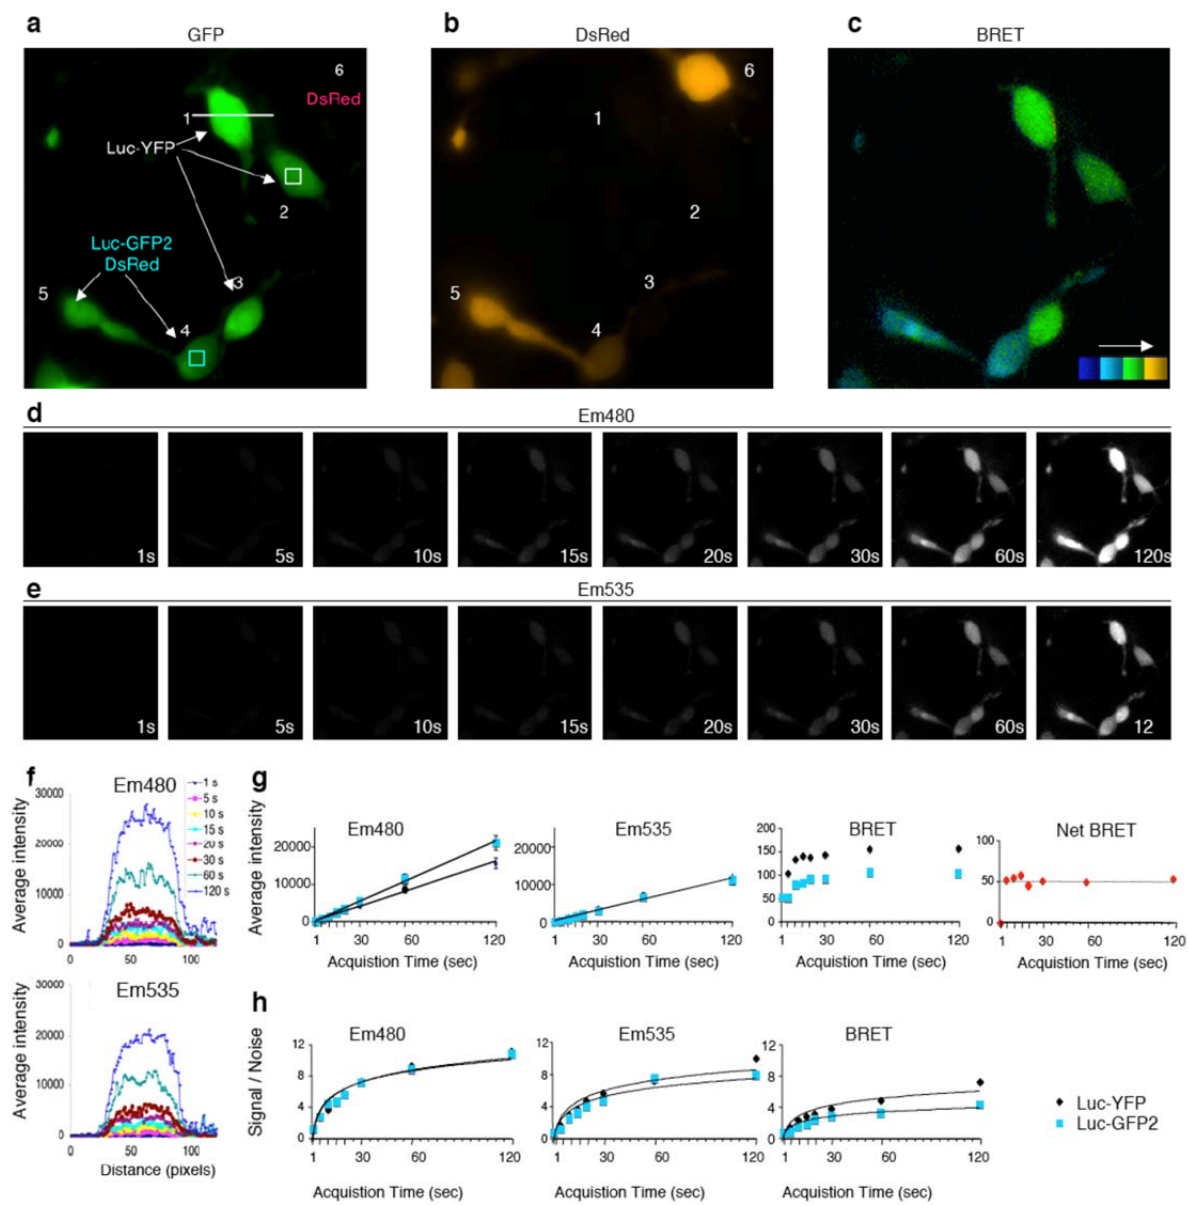 a
GFP
6
DsRed
1
Luc-YFP
2
Luc-GFP2
DsRed
3
5
4
b
DsRed
6
1
2
3
5
4
c
BRET
d
Em480
1s
5s
10s
15s
20s
30s
60s
120s
e
Em535
1s
5s
10s
15s
20s
30s
60s
12
f
Em480
Average intensity
30000
20000
10000
0
0
50
100
1 s
5 s
10 s
15 s
20 s
30 s
60 s
120 s
Em535
Average intensity
30000
20000
10000
0
0
50
100
Distance (pixels)
g
Em480
Average intensity
20000
10000
0
1
30
60
120
Acquistion Time (sec)
Em535
20000
10000
0
1
30
60
120
Acquistion Time (sec)
BRET
200
150
100
50
0
1
30
60
120
Acquistion Time (sec)
Net BRET
100
50
0
1
30
60
120
Acquistion Time (sec)
h
Em480
Signal / Noise
12
8
4
0
1
30
60
120
Acquistion Time (sec)
Em535
12
8
4
0
1
30
60
120
Acquistion Time (sec)
BRET
12
8
4
0
1
30
60
120
Acquistion Time (sec)
Luc-YFP
Luc-GFP2